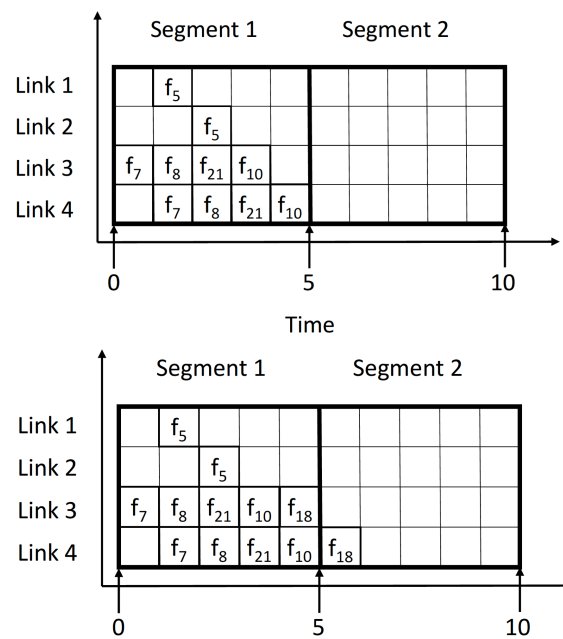 Segment 1 Segment 2
Link 1 f5
Link 2 f5
Link 3 f7 f8 f21 f10
Link 4 f7 f8 f21 f10
0 5 10
Time
Segment 1 Segment 2
Link 1 f5
Link 2 f5
Link 3 f7 f8 f21 f10 f18
Link 4 f7 f8 f21 f10 f18
0 5 10